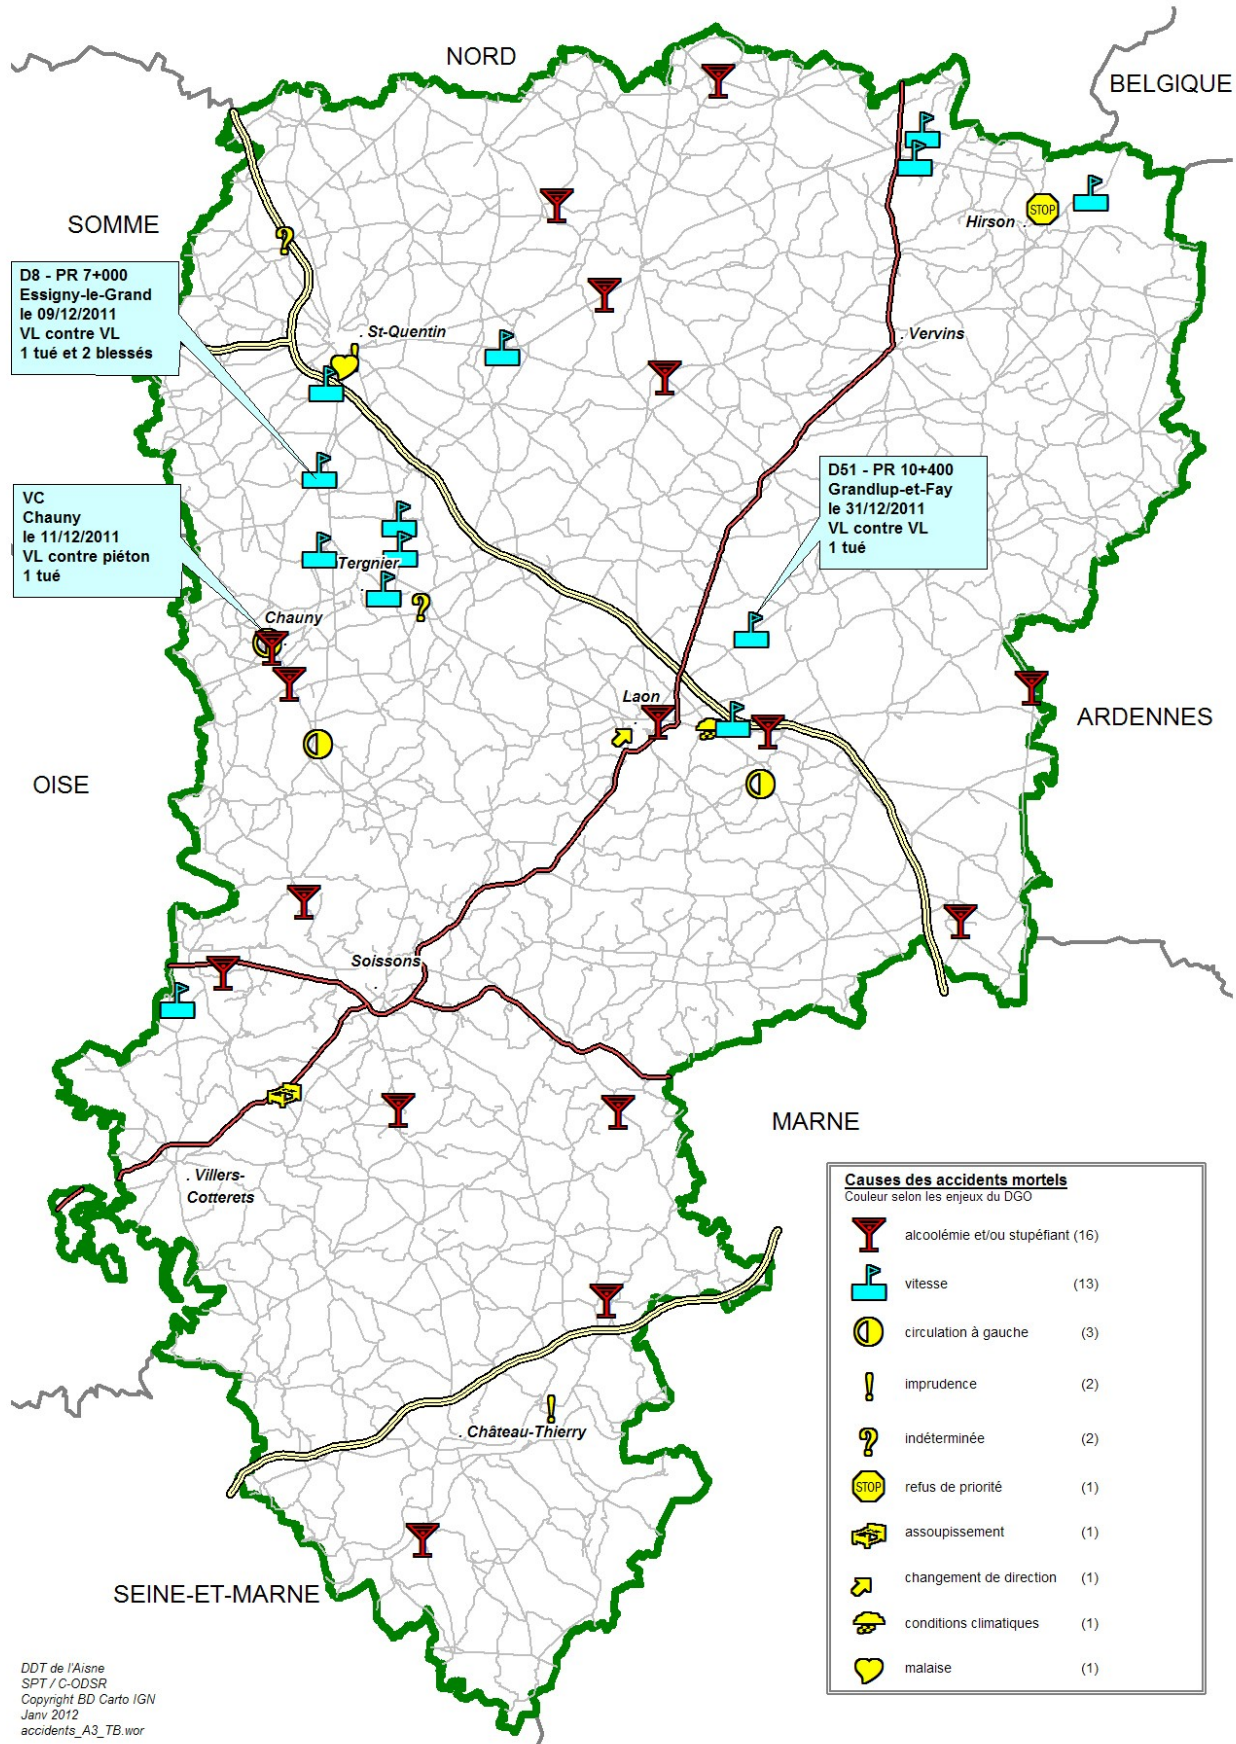 NORD
BELGIQUE
SOMME
Hirson
STOP
D8 - PR 7+000
Essigny-le-Grand
le 09/12/2011
VL contre VL
1 tué et 2 blessés
St-Quentin
Vervins
D51 - PR 10+400
Grandlup-et-Fay
le 31/12/2011
VL contre VL
1 tué
VC
Chauny
le 11/12/2011
VL contre piéton
1 tué
Tergnier
Chauny
Laon
ARDENNES
OISE
Soissons
MARNE
Villers-
Cotterets
Causes des accidents mortels
Couleur selon les enjeux du DGO
alcoolémie et/ou stupéfiant (16)
vitesse (13)
circulation à gauche (3)
imprudence (2)
indéterminée (2)
STOP refus de priorité (1)
assoupissement (1)
changement de direction (1)
conditions climatiques (1)
malaise (1)
Château-Thierry
SEINE-ET-MARNE
DDT de l'Aisne
SPT / C-ODSR
Copyright BD Carto IGN
Janv 2012
accidents_A3_TB.wor